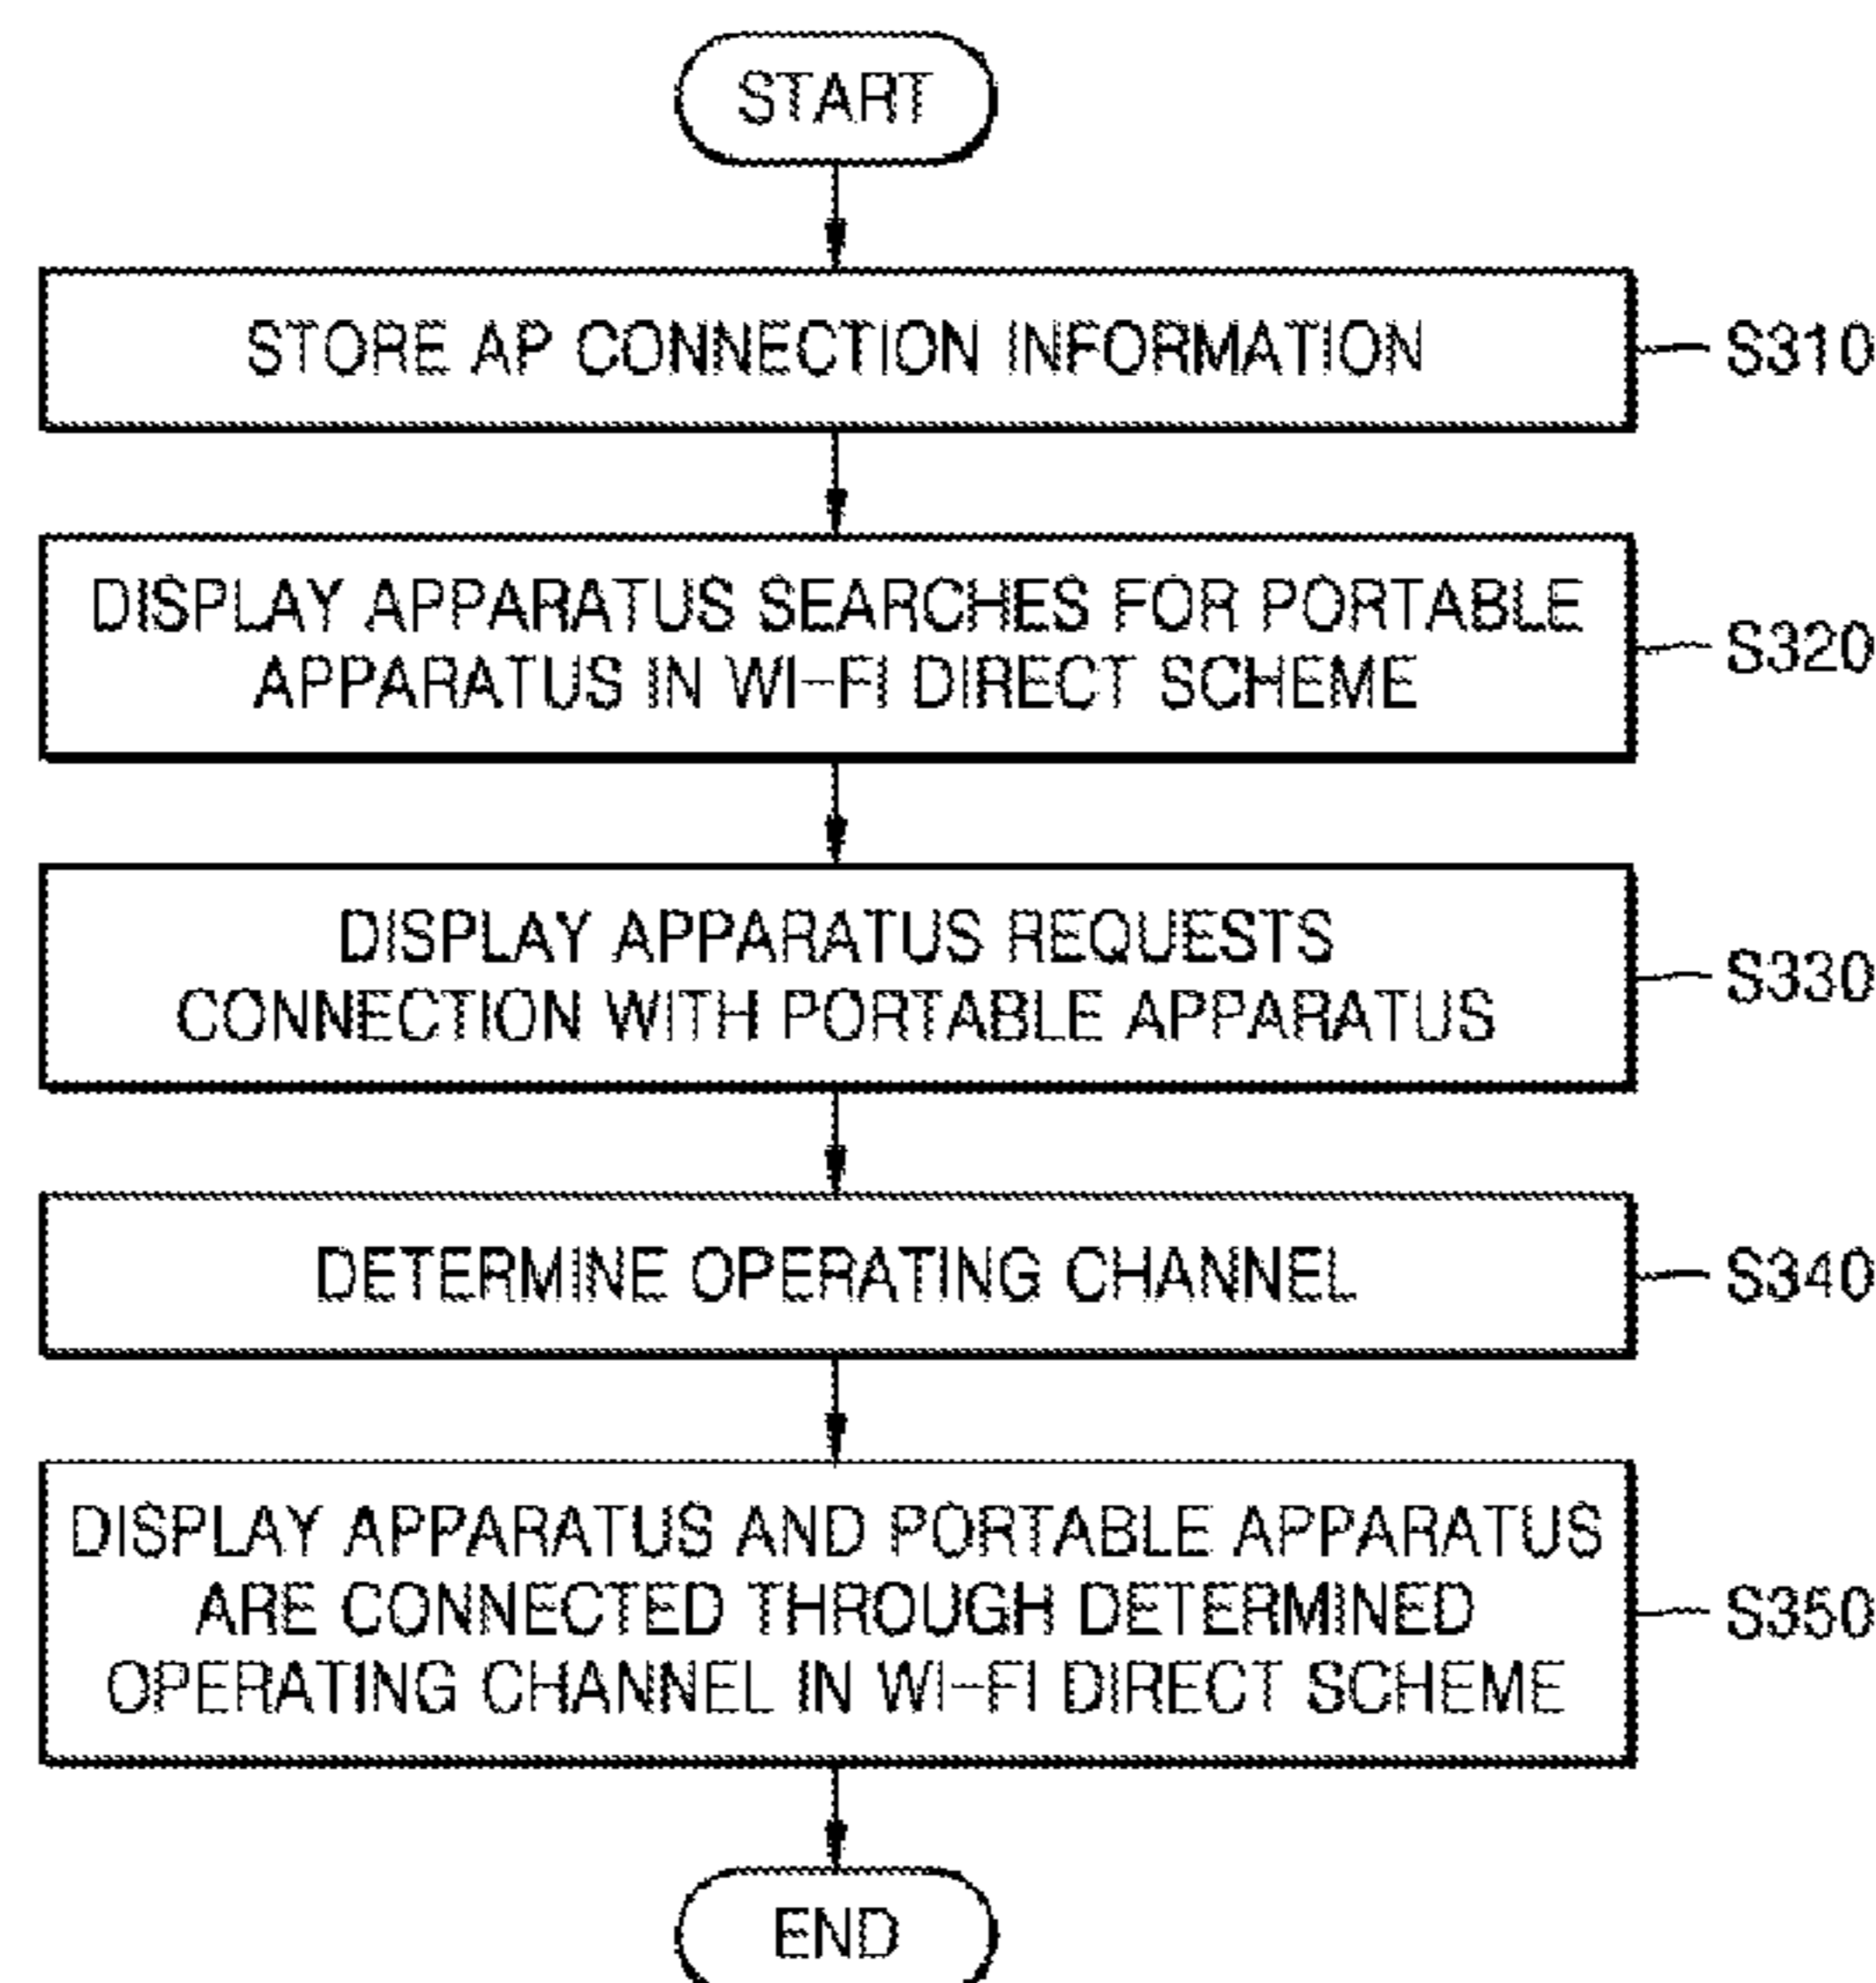 START
STORE AP CONNECTION INFORMATION
S310
DISPLAY APPARATUS SEARCHES FOR PORTABLE
APPARATUS IN WI-FI DIRECT SCHEME
S320
DISPLAY APPARATUS REQUESTS
CONNECTION WITH PORTABLE APPARATUS
S330
DETERMINE OPERATING CHANNEL
S340
DISPLAY APPARATUS AND PORTABLE APPARATUS
ARE CONNECTED THROUGH DETERMINED
OPERATING CHANNEL IN WI-FI DIRECT SCHEME
S350
END